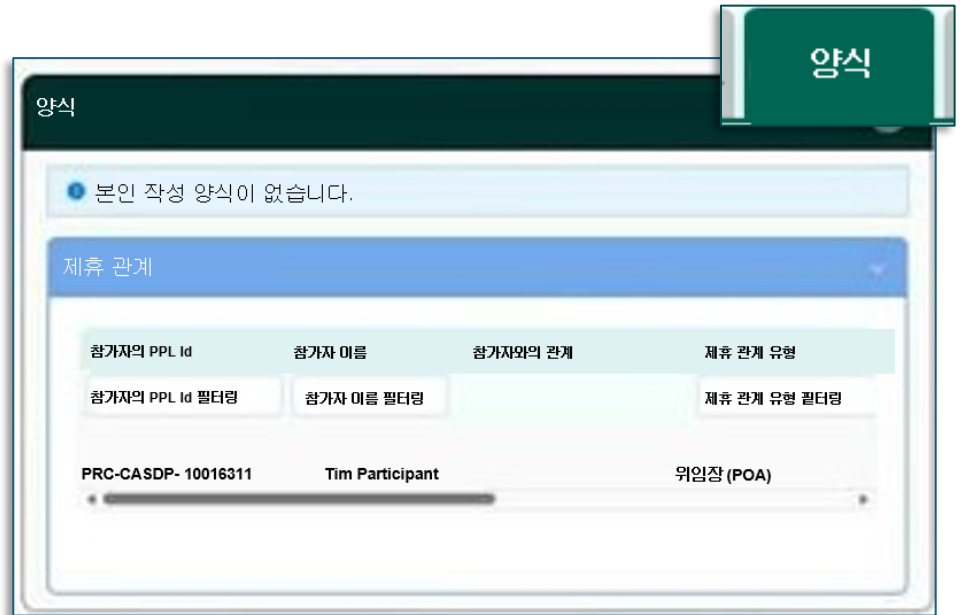 양식
양식
본인 작성 양식이 없습니다.
제휴 관계
참가자의 PPL Id 참가자 이름 참가자와의 관계 제휴 관계 유형
참가자의 PPL Id 필터링 참가자 이름 필터링 제휴 관계 유형 필터링
PRC-CASDP- 10016311 Tim Participant 위임장 (POA)